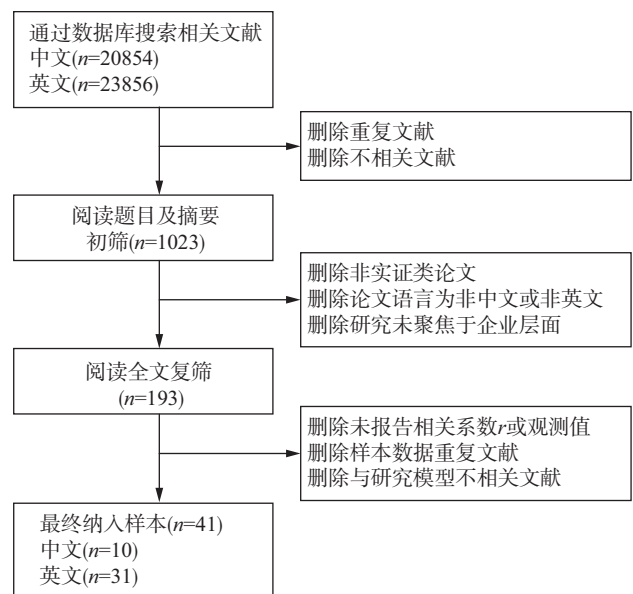 通过数据库搜索相关文献
中文(n=20854)
英文(n=23856)
删除重复文献
删除不相关文献
阅读题目及摘要
初筛(n=1023)
删除非实证类论文
删除论文语言为非中文或非英文
删除研究未聚焦于企业层面
阅读全文复筛
(n=193)
删除未报告相关系数r或观测值
删除样本数据重复文献
删除与研究模型不相关文献
最终纳入样本(n=41)
中文(n=10)
英文(n=31)